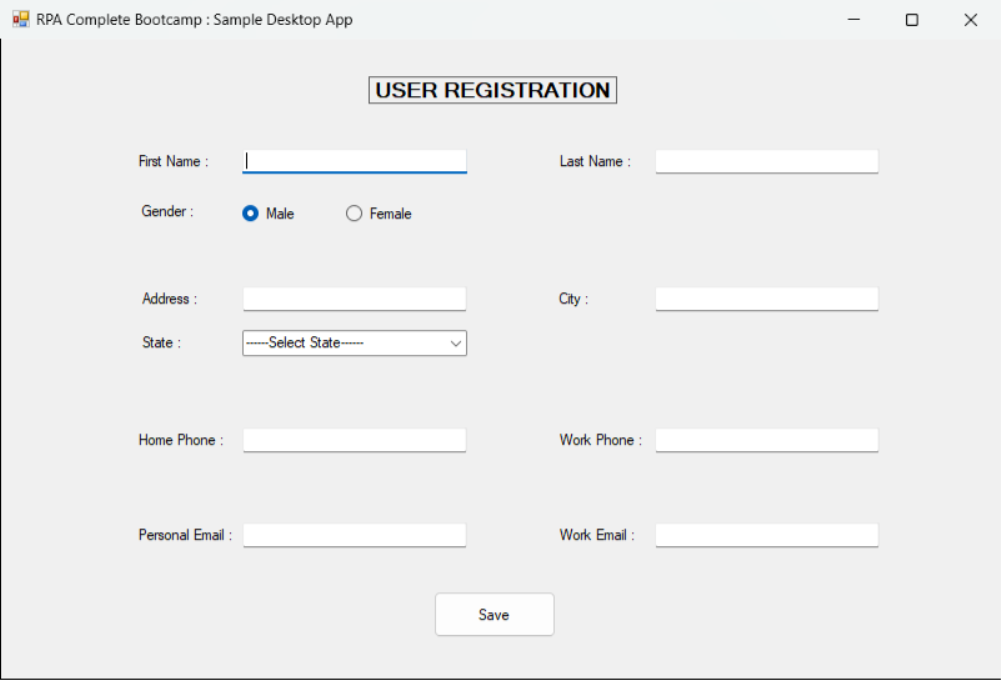 RPA Complete Bootcamp : Sample Desktop App
USER REGISTRATION
First Name :
Last Name :
Gender :
Male
Female
Address :
City :
State :
------Select State------
Home Phone :
Work Phone :
Personal Email :
Work Email :
Save